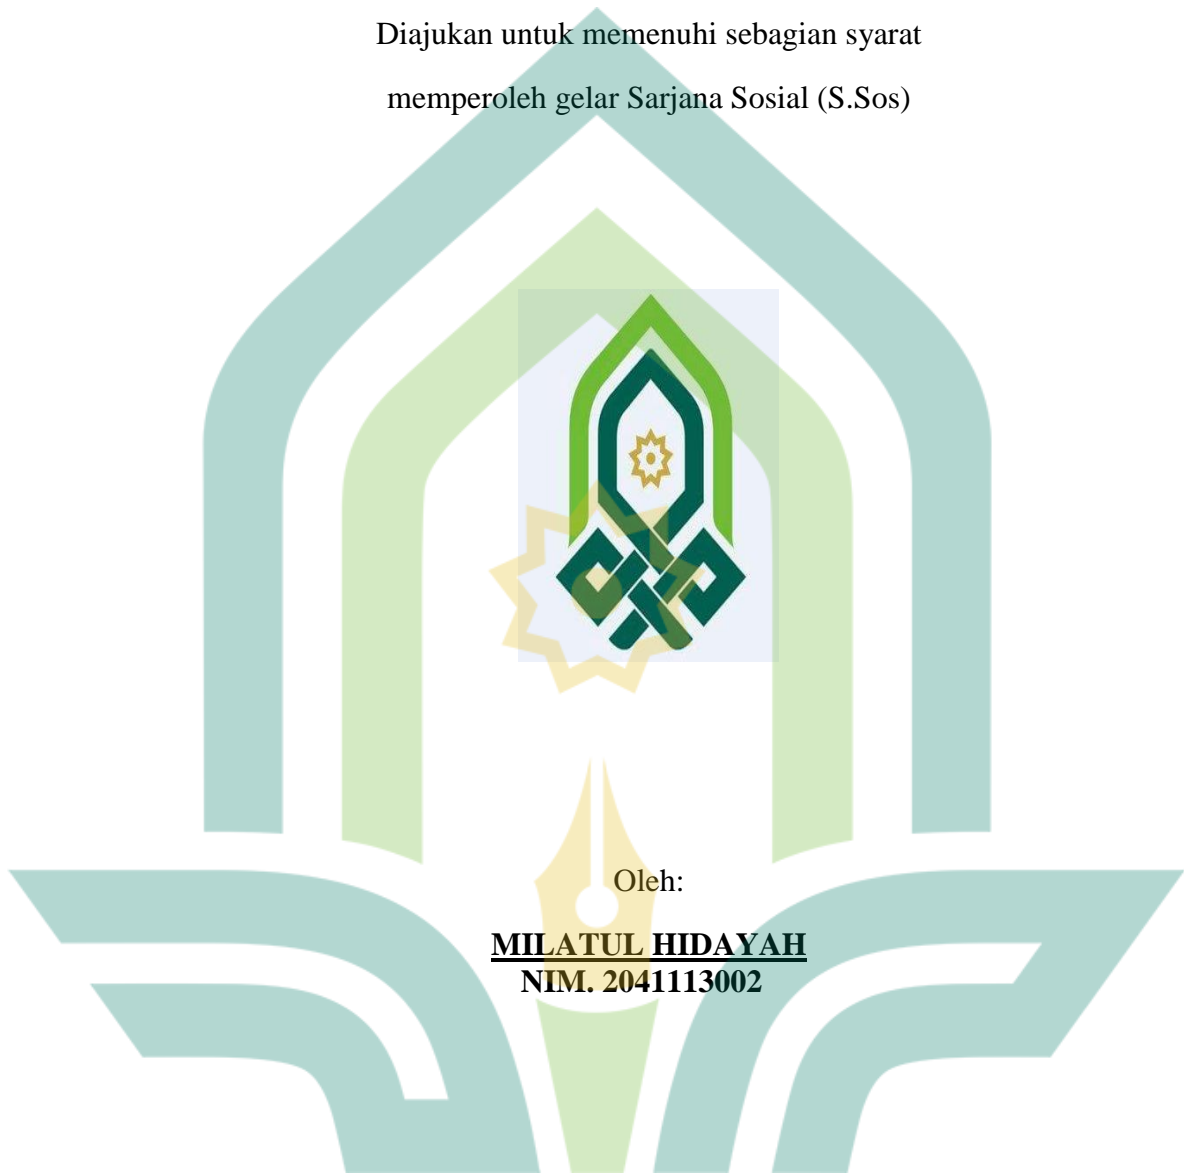 Diajukan untuk memenuhi sebagian syarat
memperoleh gelar Sarjana Sosial (S.Sos)
Oleh:
MILATUL HIDAYAH
NIM. 2041113002